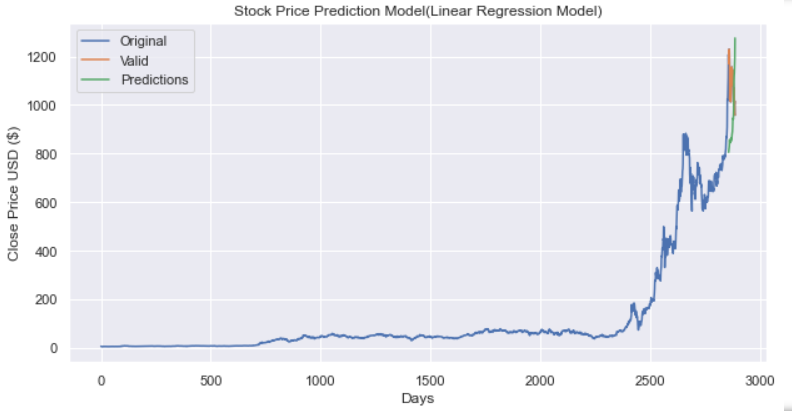 Stock Price Prediction Model(Linear Regression Model)
Original
Valid
Predictions
1200
1000
800
600
400
200
0
Close Price USD ($)
0 500 1000 1500 2000 2500 3000
Days